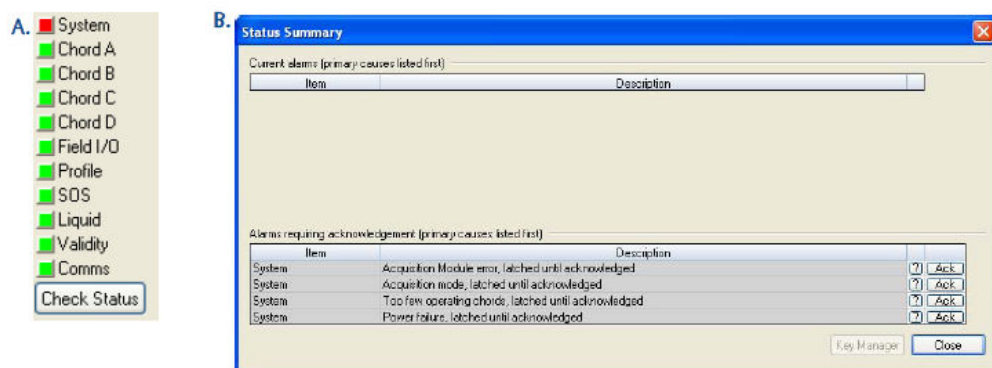 A.
System
Chord A
Chord B
Chord C
Chord D
Field I/O
Profile
SOS
Liquid
Validity
Comms
Check Status
B.
Status Summary
Current alarms (primary causes listed first)
Item Description
Alarms requiring acknowledgement (primary causes listed first)
Item Description
System Acquisition Module error, latched until acknowledged ? Ack
System Acquisition mode, latched until acknowledged ? Ack
System Too few operating chords, latched until acknowledged ? Ack
System Power failure, latched until acknowledged ? Ack
Key Manager Close